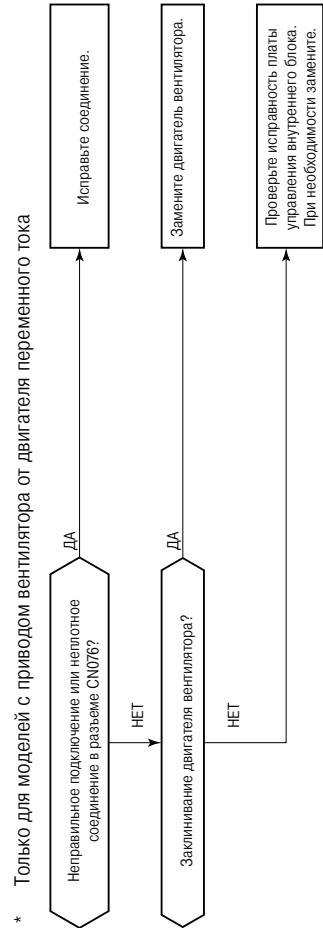 * Только для моделей с приводом вентилятора от двигателя переменного тока
Неправильное подключение или неплотное
соединение в разъеме CN076?
ДА
Исправьте соединение.
НЕТ
Заклинивание двигателя вентилятора?
ДА
Замените двигатель вентилятора.
НЕТ
Проверьте исправность платы
управления внутреннего блока.
При необходимости замените.